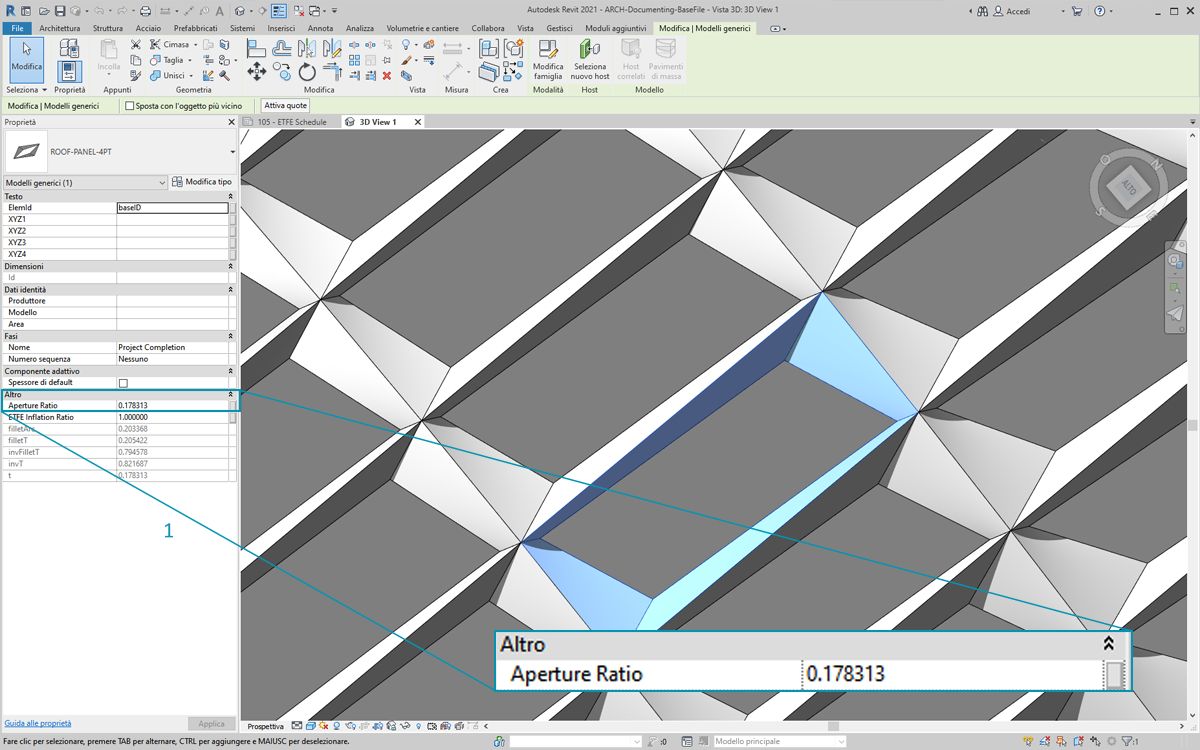 Autodesk Revit 2021 - ARCH-Documenting-BaseFile - Vista 3D: 3D View 1
Accedi
File Architettura Struttura Acciaio Prefabbricati Sistemi Inserisci Annota Analizza Volumetrie e cantiere Collabora Vista Gestisci Moduli aggiuntivi Modifica | Modelli generici
Modifica
Incolla
Cimasa
Taglia
Unisci
Modifica famiglia
Seleziona nuovo host
Host correlati
Pavimenti di massa
Seleziona Proprietà Appunti Geometria Modifica Vista Misura Crea Modalità Host Modello
Modifica | Modelli generici Sposta con l'oggetto più vicino Attiva quote
Proprietà
105 - ETFE Schedule
3D View 1
ROOF-PANEL-4PT
Modelli generici (1) Modifica tipo
Testo
ElemId baseID
XYZ1
XYZ2
XYZ3
XYZ4
Dimensioni
Id
Dati identità
Produttore
Modello
Area
Fasi
Nome Project Completion
Numero sequenza Nessuno
Componente adattivo
Spessore di default
Altro
Aperture Ratio 0.178313
ETFE Inflation Ratio 1.000000
0.203368
filletT 0.205422
invFilletT 0.794578
invT 0.821687
t 0.178313
1
ALTO
O
N
S
E
Altro
Aperture Ratio 0.178313
Guida alle proprietà Applica
Prospettiva
Fare clic per selezionare, premere TAB per alternare, CTRL per aggiungere e MAIUSC per deselezionare.
:0
Modello principale
:1